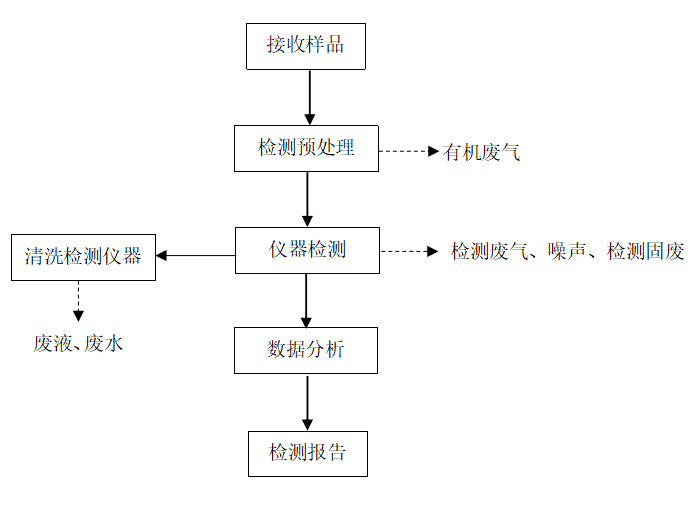 接收样品
检测预处理
有机废气
仪器检测
检测废气、噪声、检测固废
清洗检测仪器
废液、废水
数据分析
检测报告